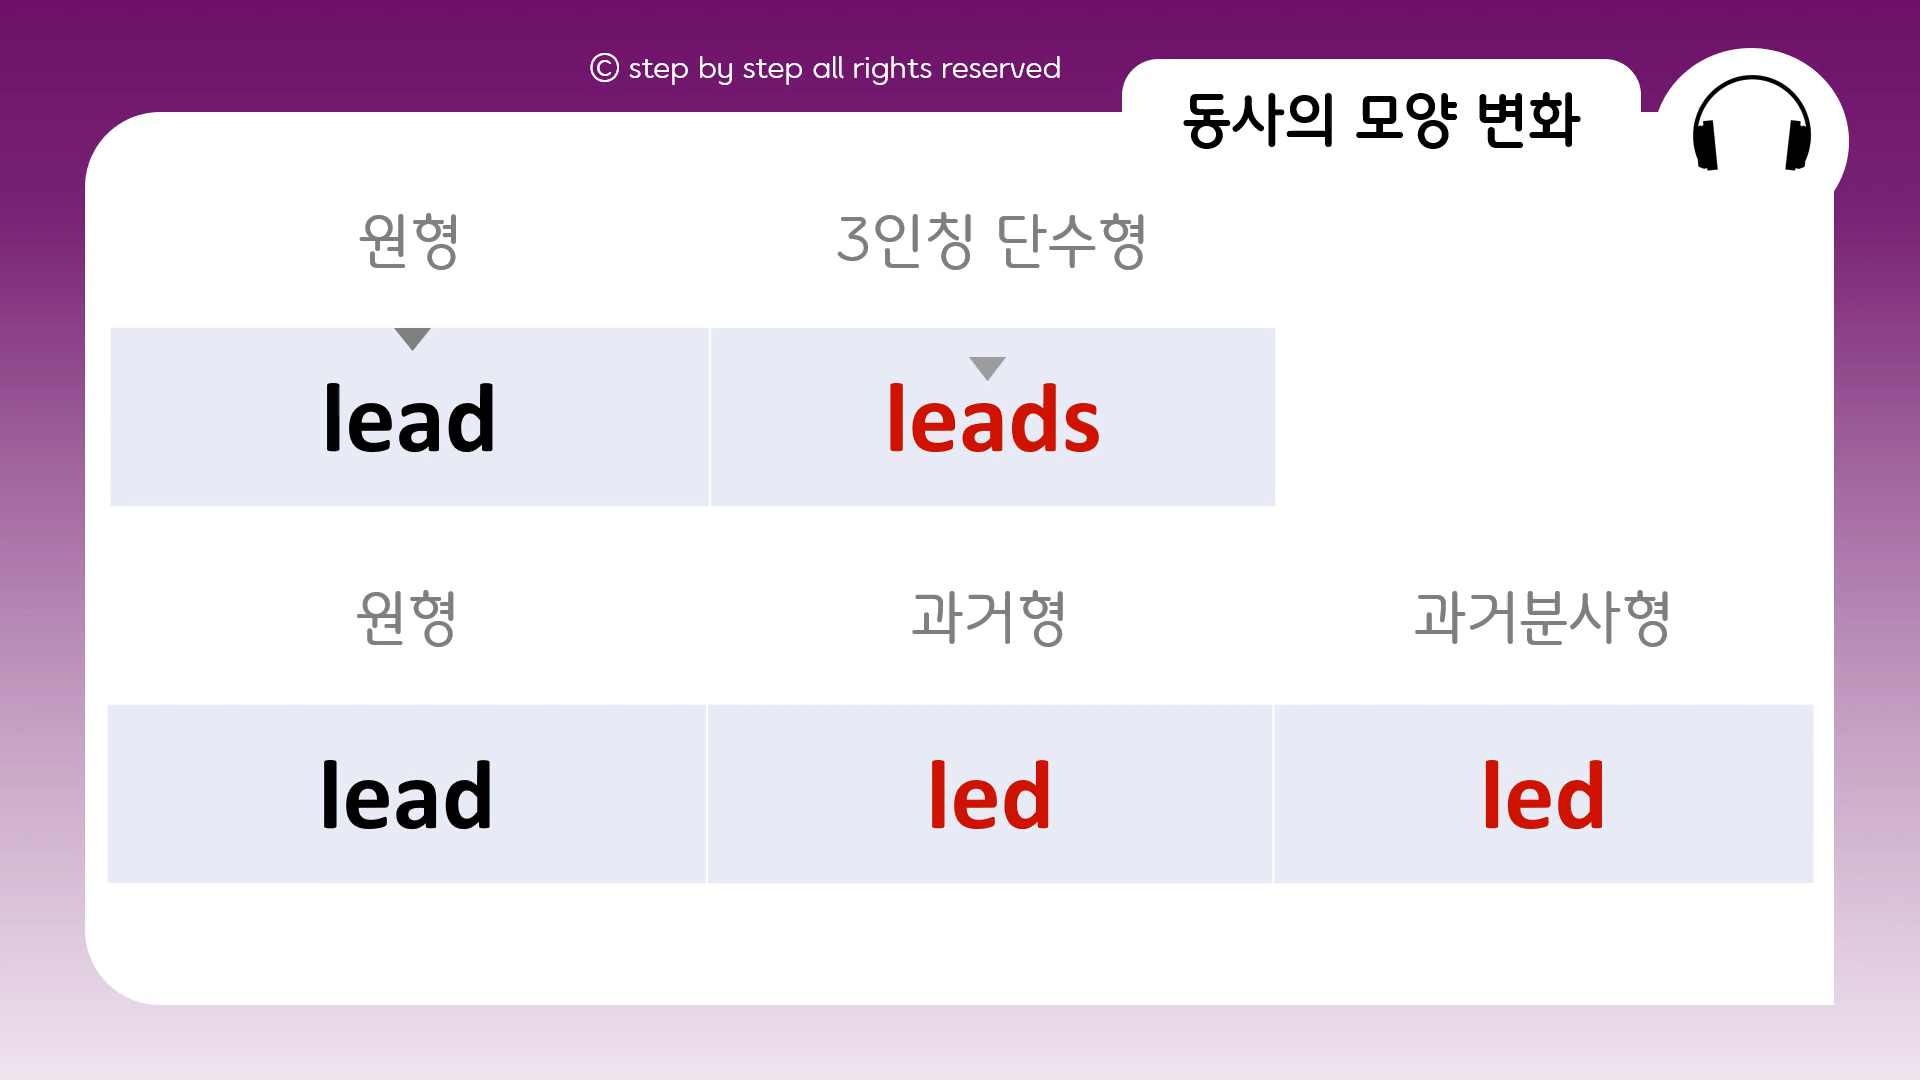 © step by step all rights reserved
동사의 모양 변화
원형 3인칭 단수형
lead leads
원형 과거형 과거분사형
lead led led